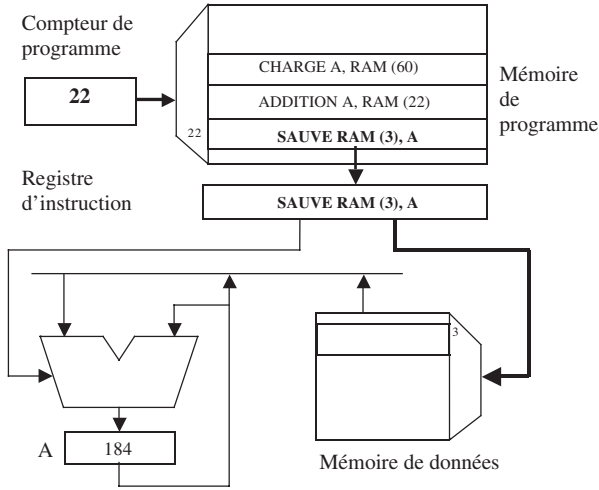 Compteur de
programme
22
22
CHARGE A, RAM (60)
ADDITION A, RAM (22)
SAUVE RAM (3), A
Mémoire
de
programme
Registre
d’instruction
SAUVE RAM (3), A
3
A
184
Mémoire de données